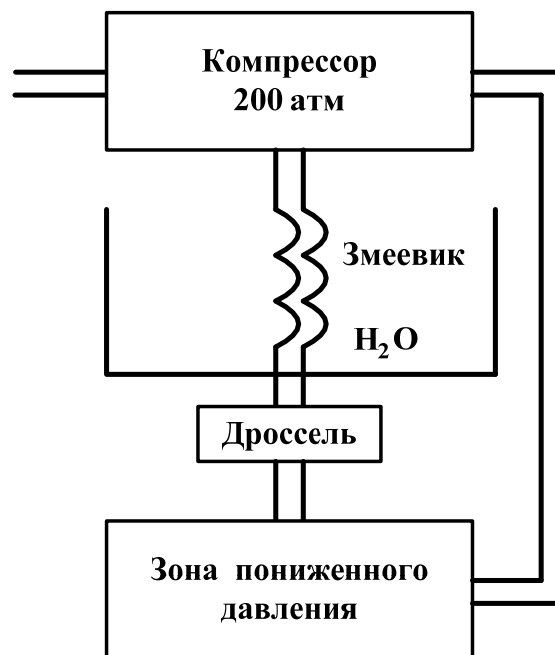 Компрессор
200 атм
Змеевик
H₂O
Дроссель
Зона пониженного
давления